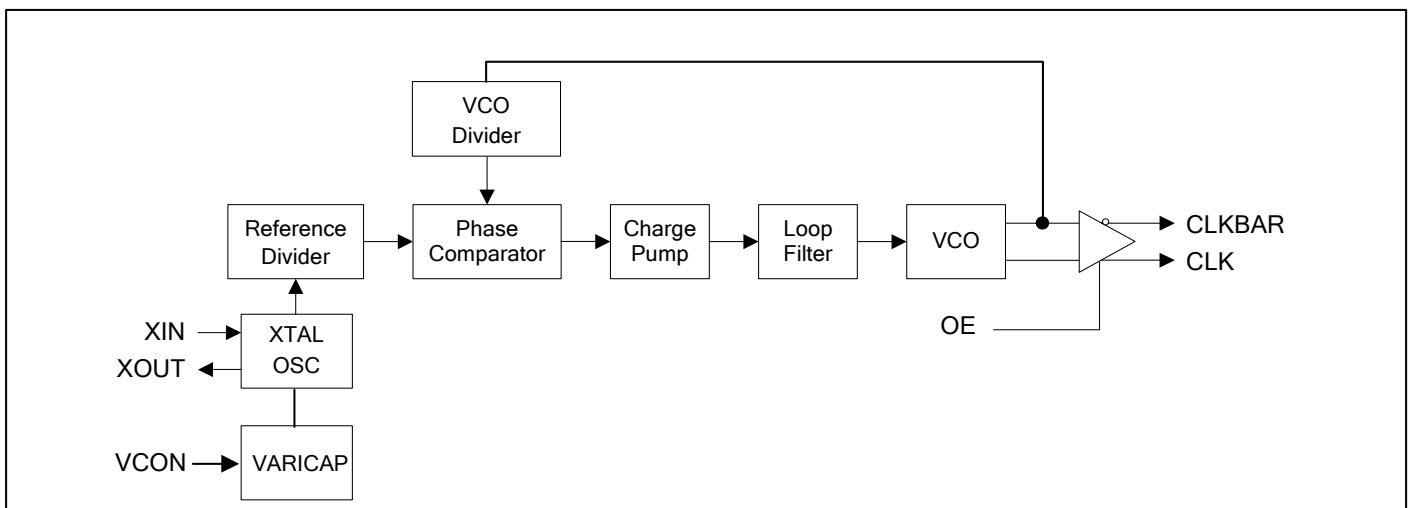 VCO
Divider
Reference
Divider
Phase
Comparator
Charge
Pump
Loop
Filter
VCO
CLKBAR
CLK
OE
XIN
XOUT
XTAL
OSC
VCON
VARICAP